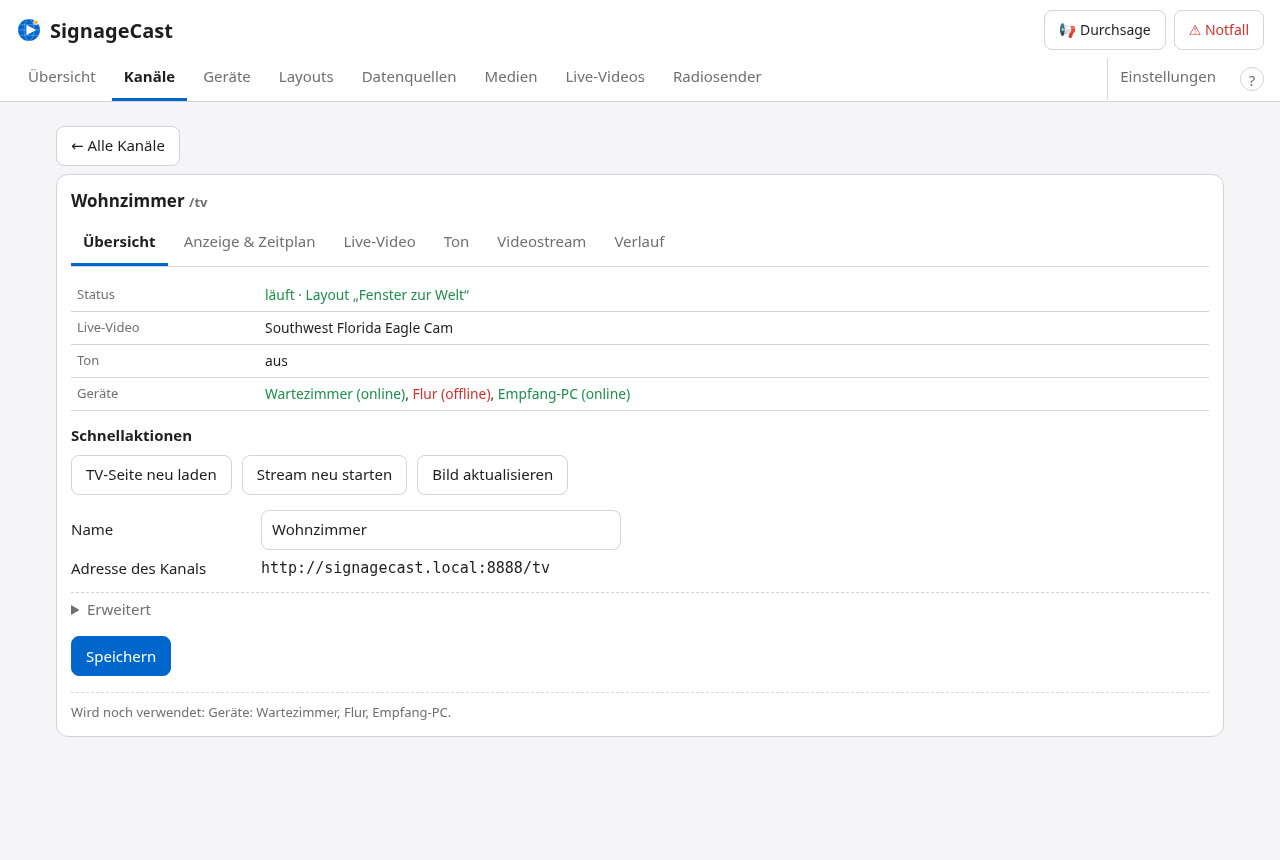 SignageCast
📢 Durchsage
⚠ Notfall
Übersicht Kanäle Geräte Layouts Datenquellen Medien Live-Videos Radiosender Einstellungen ?
← Alle Kanäle
Wohnzimmer /tv
Übersicht Anzeige & Zeitplan Live-Video Ton Videostream Verlauf
Status läuft · Layout „Fenster zur Welt“
Live-Video Southwest Florida Eagle Cam
Ton aus
Geräte Wartezimmer (online), Flur (offline), Empfang-PC (online)
Schnellaktionen
TV-Seite neu laden Stream neu starten Bild aktualisieren
Name Wohnzimmer
Adresse des Kanals http://signagecast.local:8888/tv
▶ Erweitert
Speichern
Wird noch verwendet: Geräte: Wartezimmer, Flur, Empfang-PC.